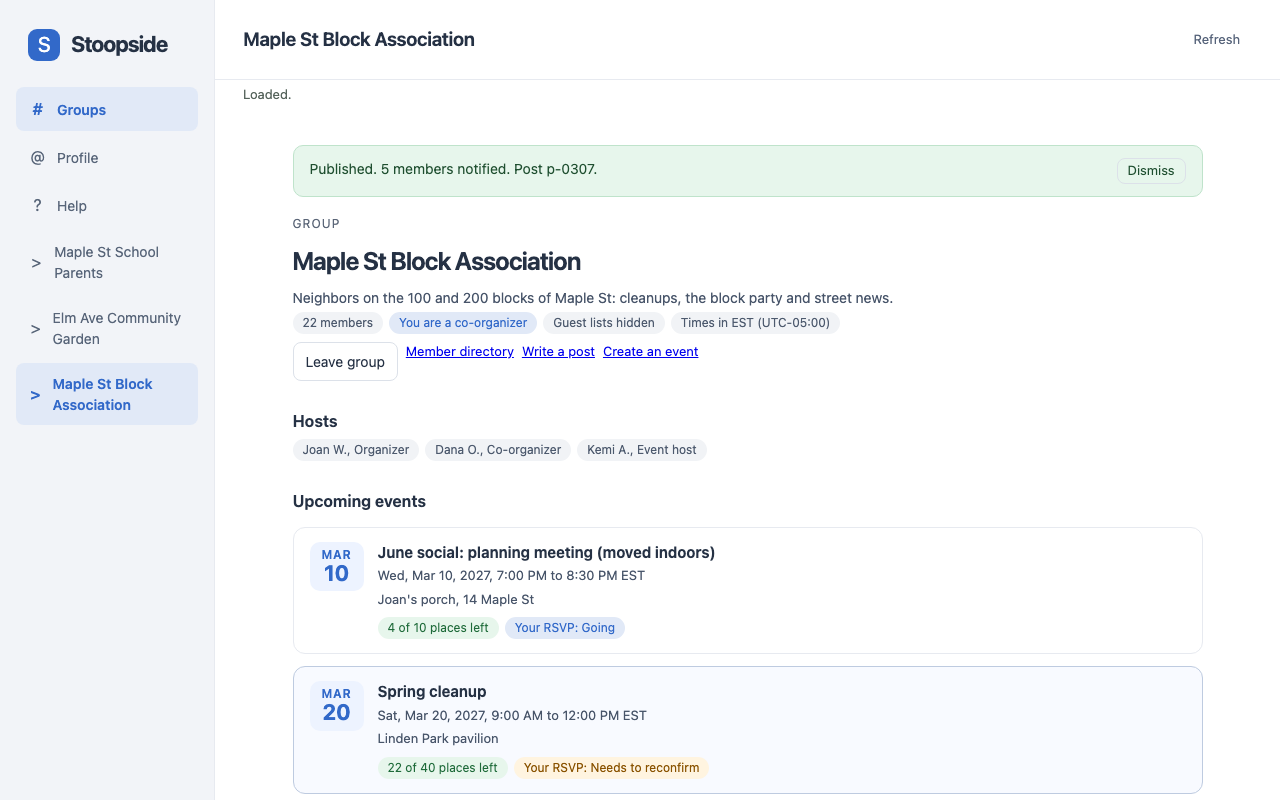 S Stoopside
# Groups
@ Profile
? Help
> Maple St School
Parents
> Elm Ave Community
Garden
> Maple St Block
Association
Maple St Block Association
Refresh
Loaded.
Published. 5 members notified. Post p-0307.
Dismiss
GROUP
Maple St Block Association
Neighbors on the 100 and 200 blocks of Maple St: cleanups, the block party and street news.
22 members You are a co-organizer Guest lists hidden Times in EST (UTC-05:00)
Leave group Member directory Write a post Create an event
Hosts
Joan W., Organizer Dana O., Co-organizer Kemi A., Event host
Upcoming events
MAR
10
June social: planning meeting (moved indoors)
Wed, Mar 10, 2027, 7:00 PM to 8:30 PM EST
Joan's porch, 14 Maple St
4 of 10 places left Your RSVP: Going
MAR
20
Spring cleanup
Sat, Mar 20, 2027, 9:00 AM to 12:00 PM EST
Linden Park pavilion
22 of 40 places left Your RSVP: Needs to reconfirm